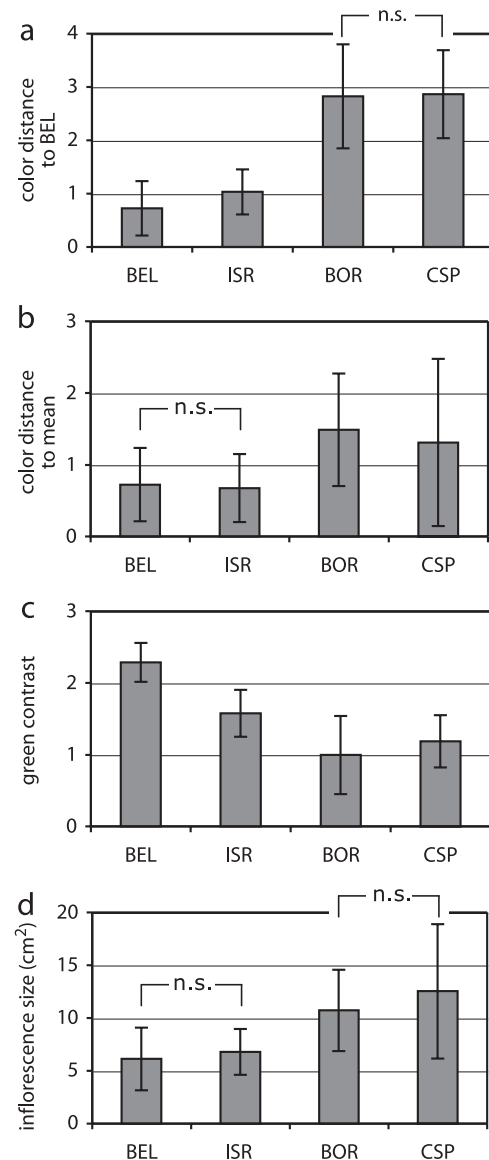 a
n.s.
color distance
to BEL
4
3
2
1
0
BEL ISR BOR CSP
b
n.s.
color distance
to mean
3
2
1
0
BEL ISR BOR CSP
c
green contrast
3
2
1
0
BEL ISR BOR CSP
d
n.s.
n.s.
inflorescence size (cm²)
20
15
10
5
0
BEL ISR BOR CSP